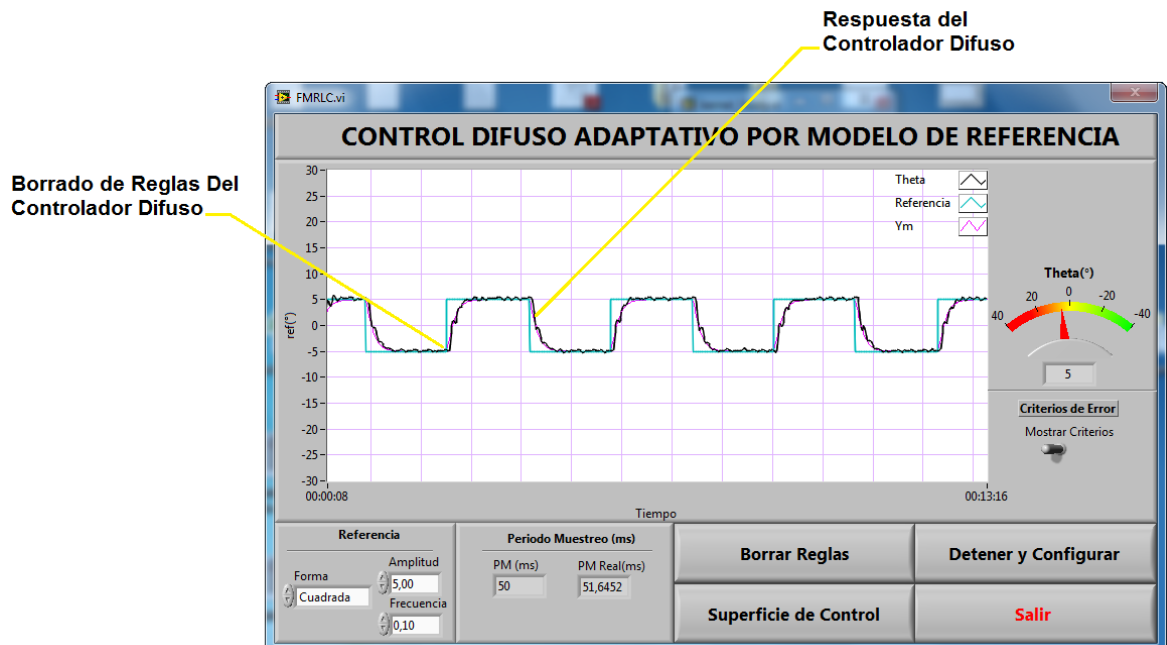 Respuesta del
Controlador Difuso
Borrado de Reglas Del
Controlador Difuso
FMRLC.vi
CONTROL DIFUSO ADAPTATIVO POR MODELO DE REFERENCIA
Theta
Referencia
Ym
30
25
20
15
10
5
0
-5
-10
-15
-20
-25
-30
ref(°)
00:00:08
00:13:16
Tiempo
Theta(°)
40
20
0
-20
-40
5
Criterios de Error
Mostrar Criterios
Referencia
Forma
Cuadrada
Amplitud
5,00
Frecuencia
0,10
Periodo Muestreo (ms)
PM (ms)
50
PM Real(ms)
51,6452
Borrar Reglas
Detener y Configurar
Superficie de Control
Salir